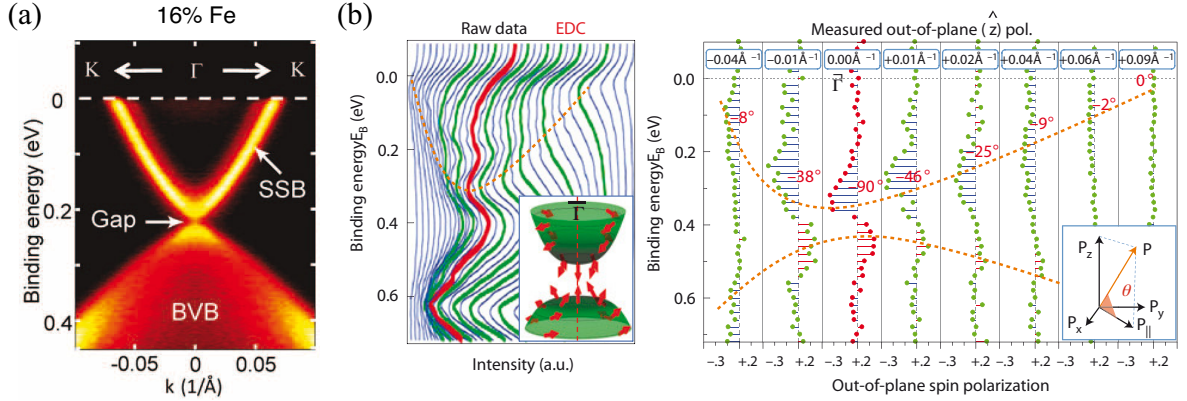 (a)
16% Fe
K Γ K
0
0.2
0.4
Binding energy (eV)
SSB
Gap
BVB
-0.05 0 0.05
k (1/Å)
(b)
Raw data EDC
0.0
0.2
0.4
0.6
Binding energyE_B (eV)
Γ
Intensity (a.u.)
Measured out-of-plane (ẑ) pol.
−0.04Å⁻¹ −0.01Å⁻¹ 0.00Å⁻¹ +0.01Å⁻¹ +0.02Å⁻¹ +0.04Å⁻¹ +0.06Å⁻¹ +0.09Å⁻¹
Γ̅
0.0
0.2
0.4
0.6
Binding energyE_B (eV)
−8° −38° −90° −46° −25° −9° −2° 0°
P_z P
θ P_y
P_x P_||
−.3 +.2 −.3 +.2 −.3 +.2 −.3 +.2 −.3 +.2 −.3 +.2 −.3 +.2 −.3 +.2
Out-of-plane spin polarization